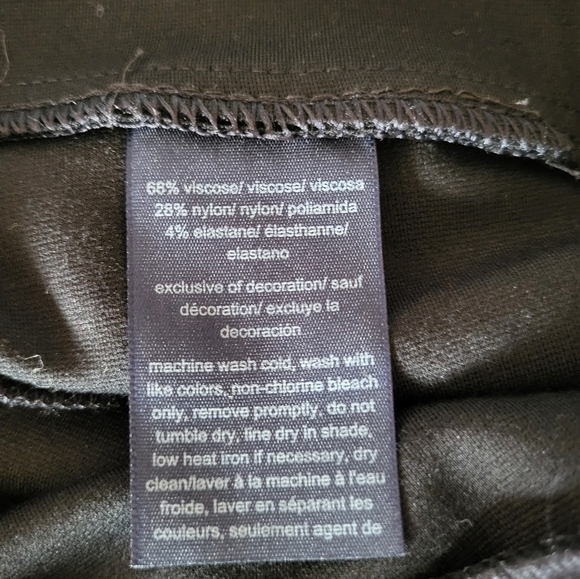 68% viscose/ viscose/ viscosa
28% nylon/ nylon/ poliamida
4% elastane/ élasthanne/
elastano
exclusive of decoration/ sauf
décoration/ excluye la
decoración
machine wash cold, wash with
like colors, non-chlorine bleach
only, remove promptly, do not
tumble dry, line dry in shade,
low heat iron if necessary, dry
clean/laver à la machine à l'eau
froide, laver en séparant les
couleurs, seulement agent de